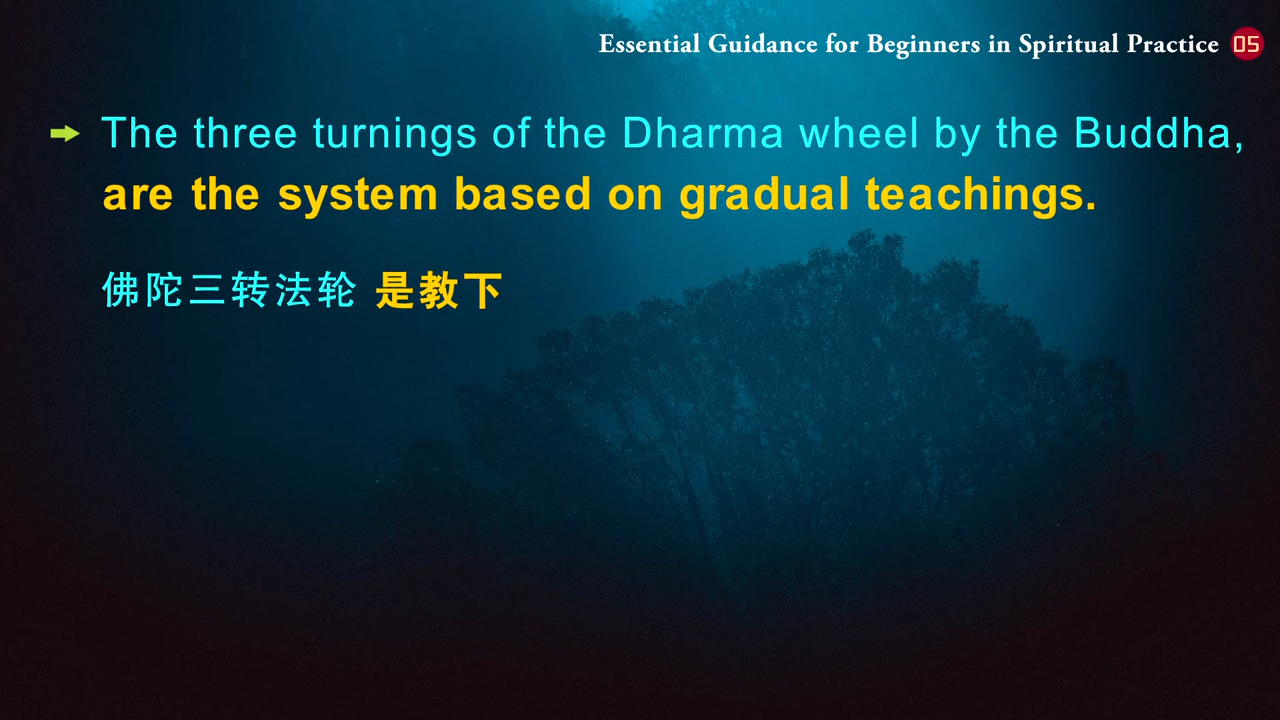 Essential Guidance for Beginners in Spiritual Practice 05
The three turnings of the Dharma wheel by the Buddha,
are the system based on gradual teachings.
佛陀三转法轮 是教下